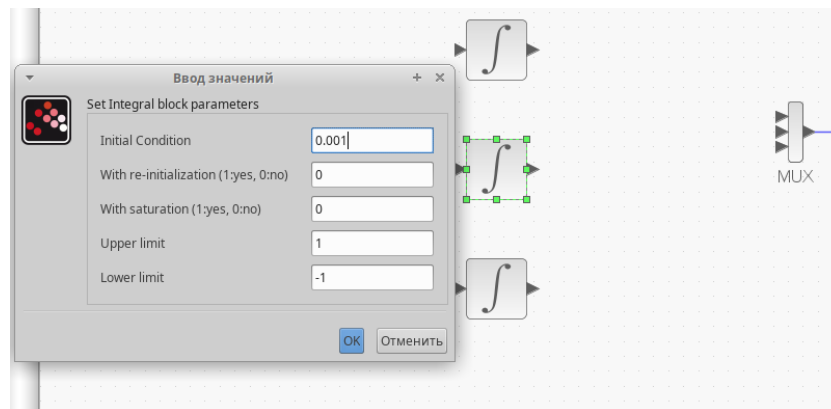 Ввод значений
Set Integral block parameters
Initial Condition 0.001
With re-initialization (1:yes, 0:no) 0
With saturation (1:yes, 0:no) 0
Upper limit 1
Lower limit -1
OK Отменить
MUX